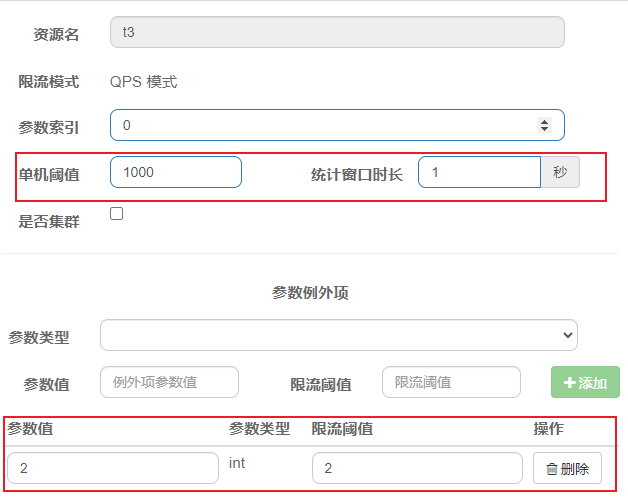 资源名 t3
限流模式 QPS 模式
参数索引 0
单机阈值 1000 统计窗口时长 1 秒
是否集群
参数例外项
参数类型
参数值 例外项参数值 限流阈值 限流阈值 添加
参数值 参数类型 限流阈值 操作
2 int 2 删除